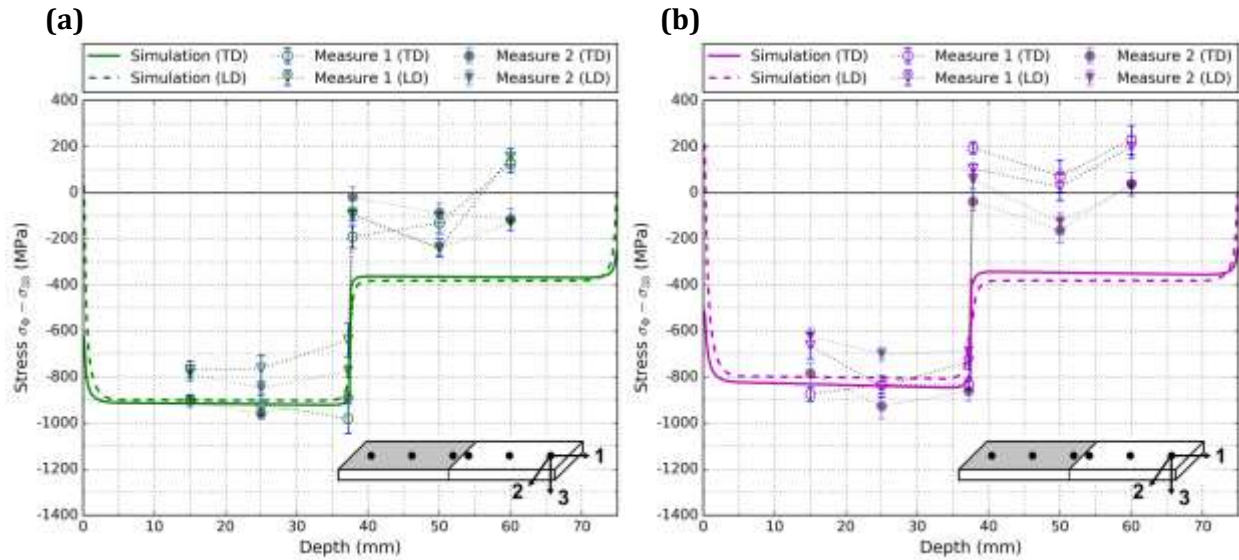 (a)
Simulation (TD) Measure 1 (TD) Measure 2 (TD)
Simulation (LD) Measure 1 (LD) Measure 2 (LD)
400
200
0
-200
-400
-600
-800
-1000
-1200
-1400
0 10 20 30 40 50 60 70
Stress σΦ − σ33 (MPa)
Depth (mm)
1
2
3
(b)
Simulation (TD) Measure 1 (TD) Measure 2 (TD)
Simulation (LD) Measure 1 (LD) Measure 2 (LD)
400
200
0
-200
-400
-600
-800
-1000
-1200
-1400
0 10 20 30 40 50 60 70
Stress σΦ − σ33 (MPa)
Depth (mm)
1
2
3